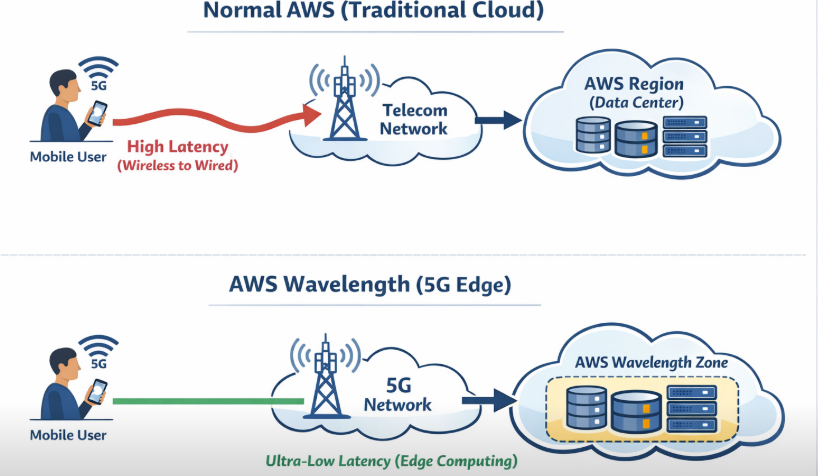 Normal AWS (Traditional Cloud)
5G
Mobile User
High Latency
(Wireless to Wired)
Telecom
Network
AWS Region
(Data Center)
AWS Wavelength (5G Edge)
5G
Mobile User
5G
Network
AWS Wavelength Zone
Ultra-Low Latency (Edge Computing)